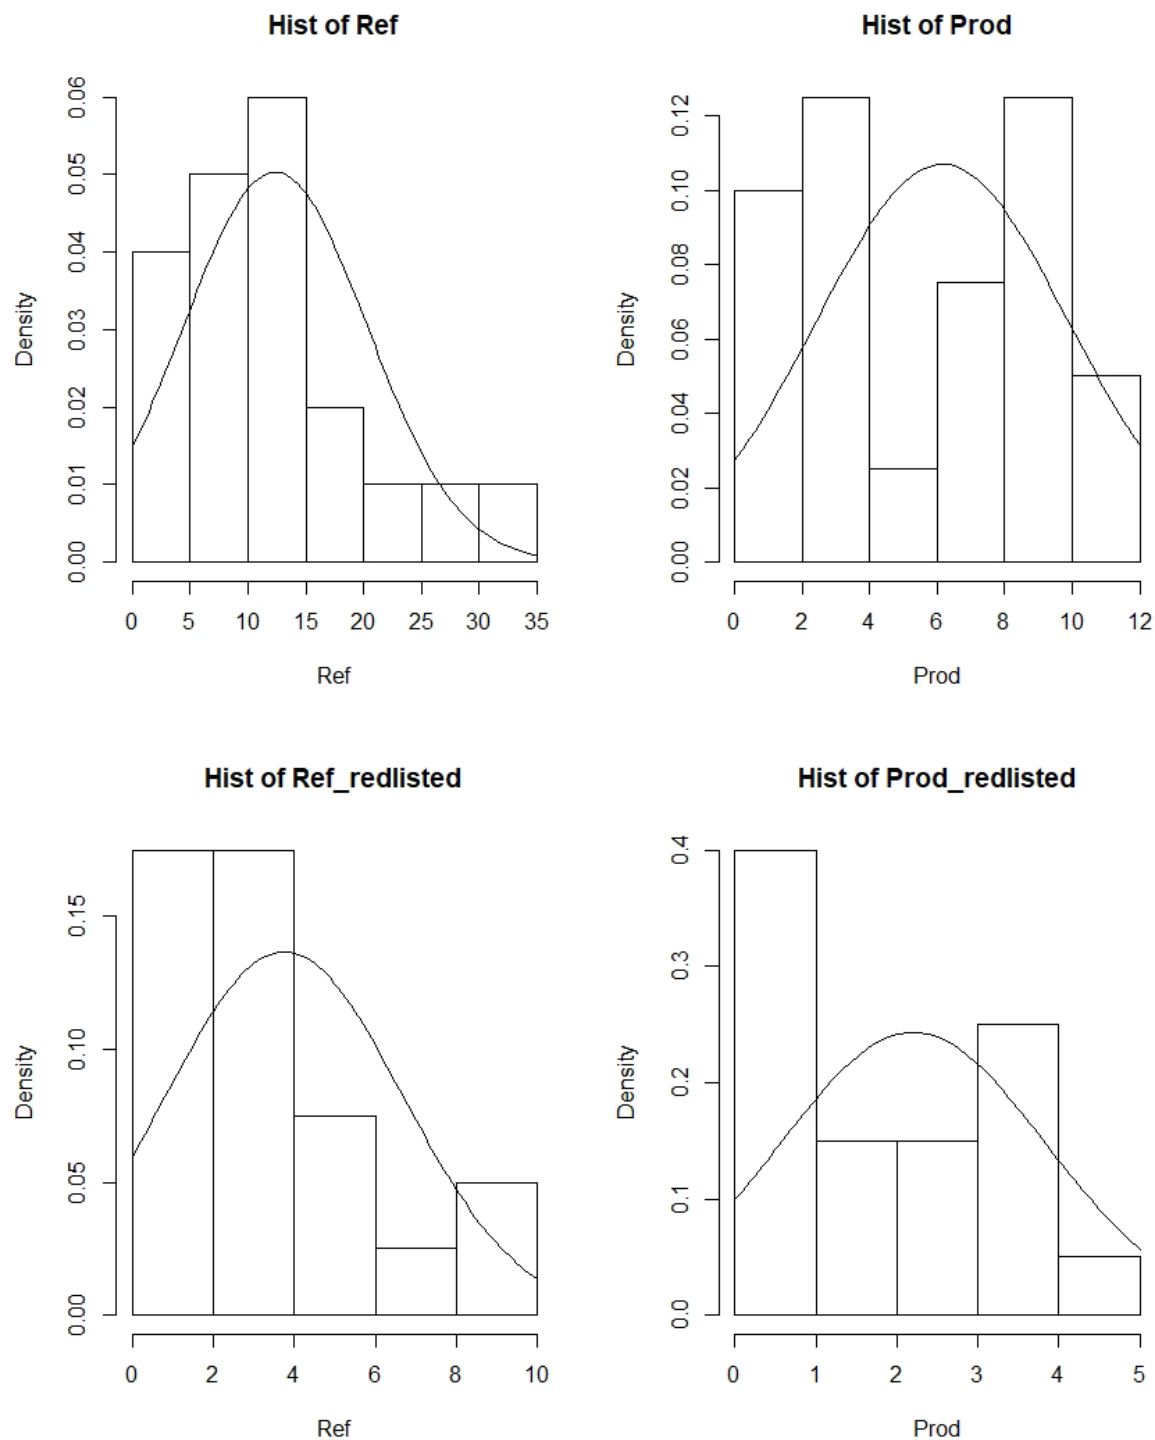 Hist of Ref
Density
0.00 0.01 0.02 0.03 0.04 0.05 0.06
0 5 10 15 20 25 30 35
Ref
Hist of Prod
Density
0.00 0.02 0.04 0.06 0.08 0.10 0.12
0 2 4 6 8 10 12
Prod
Hist of Ref_redlisted
Density
0.00 0.05 0.10 0.15
0 2 4 6 8 10
Ref
Hist of Prod_redlisted
Density
0.0 0.1 0.2 0.3 0.4
0 1 2 3 4 5
Prod